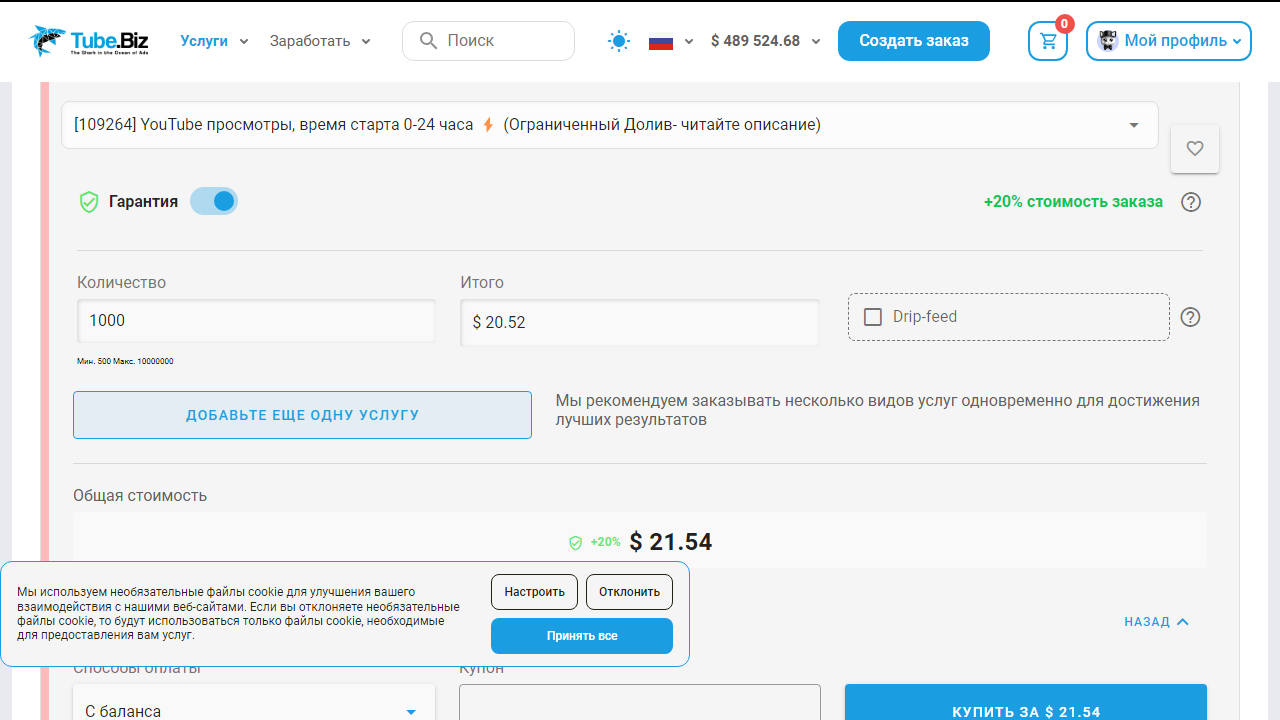 Tube.Biz
The Shark in the Ocean of Ads
Услуги
Заработать
Поиск
$ 489 524.68
Создать заказ
0
Мой профиль
[109264] YouTube просмотры, время старта 0-24 часа ⚡ (Ограниченный Долив- читайте описание)
Гарантия
+20% стоимость заказа
Количество
Итого
1000
$ 20.52
Drip-feed
Мин. 500 Макс. 10000000
ДОБАВЬТЕ ЕЩЕ ОДНУ УСЛУГУ
Мы рекомендуем заказывать несколько видов услуг одновременно для достижения
лучших результатов
Общая стоимость
+20% $ 21.54
Мы используем необязательные файлы cookie для улучшения вашего
взаимодействия с нашими веб-сайтами. Если вы отклоняете необязательные
файлы cookie, то будут использоваться только файлы cookie, необходимые
для предоставления вам услуг.
Настроить
Отклонить
Принять все
НАЗАД
Способы оплаты
Купон
С баланса
КУПИТЬ ЗА $ 21.54